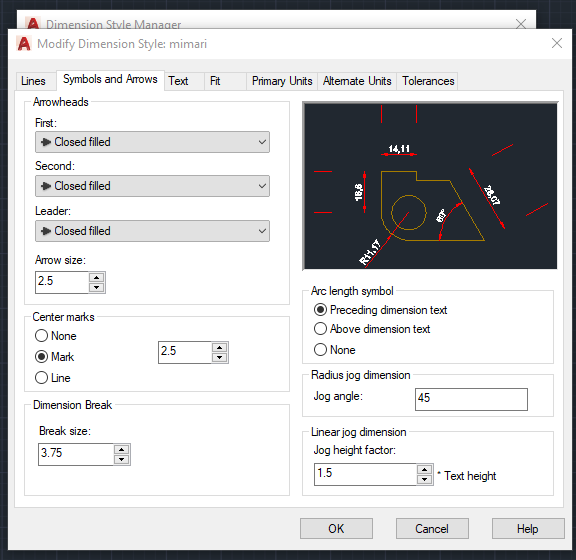 Dimension Style Manager
Modify Dimension Style: mimari
Lines Symbols and Arrows Text Fit Primary Units Alternate Units Tolerances
Arrowheads
First:
Closed filled
Second:
Closed filled
Leader:
Closed filled
Arrow size:
2.5
Center marks
None
Mark
2.5
Line
Dimension Break
Break size:
3.75
14,11
16,6
28,07
60°
R11,17
Arc length symbol
Preceding dimension text
Above dimension text
None
Radius jog dimension
Jog angle: 45
Linear jog dimension
Jog height factor:
1.5 * Text height
OK Cancel Help